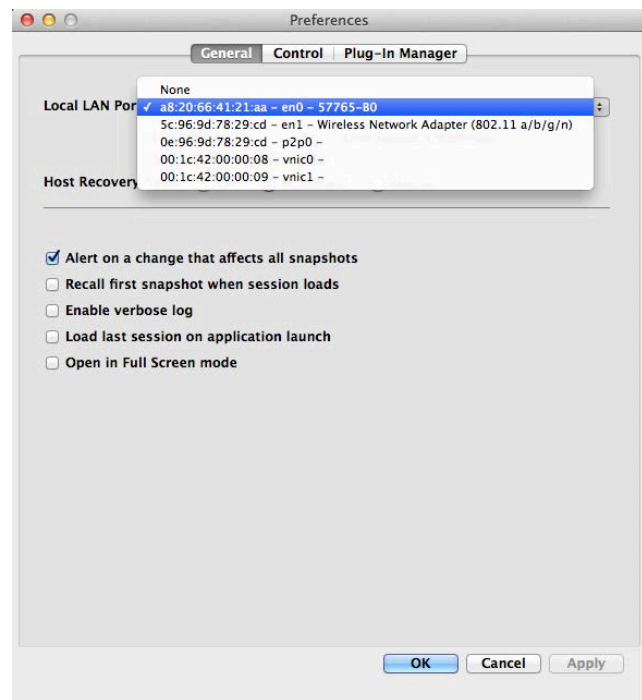 Preferences
General Control Plug-In Manager
None
Local LAN Por ✓ a8:20:66:41:21:aa – en0 – 57765-B0
5c:96:9d:78:29:cd – en1 – Wireless Network Adapter (802.11 a/b/g/n)
0e:96:9d:78:29:cd – p2p0 –
00:1c:42:00:00:08 – vnic0 –
Host Recovery
00:1c:42:00:00:09 – vnic1 –
Alert on a change that affects all snapshots
Recall first snapshot when session loads
Enable verbose log
Load last session on application launch
Open in Full Screen mode
OK Cancel Apply